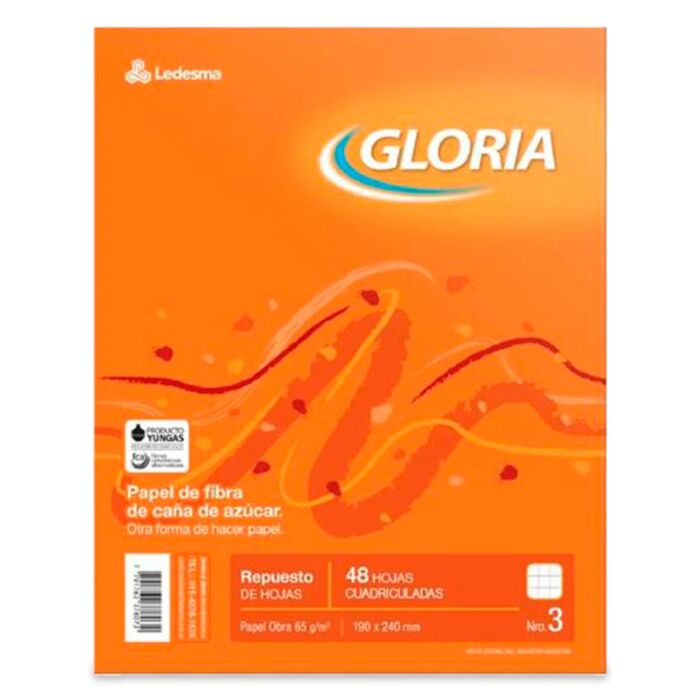 Ledesma
GLORIA
PRODUCTO
YUNGAS
fca
Papel de fibra
de caña de azúcar.
Otra forma de hacer papel.
Repuesto
DE HOJAS
48 HOJAS
CUADRICULADAS
Papel Obra 65 g/m²
190 x 240 mm
Nro. 3